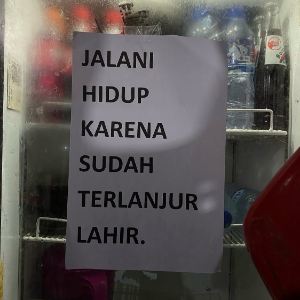 JALANI
HIDUP
KARENA
SUDAH
TERLANJUR
LAHIR.